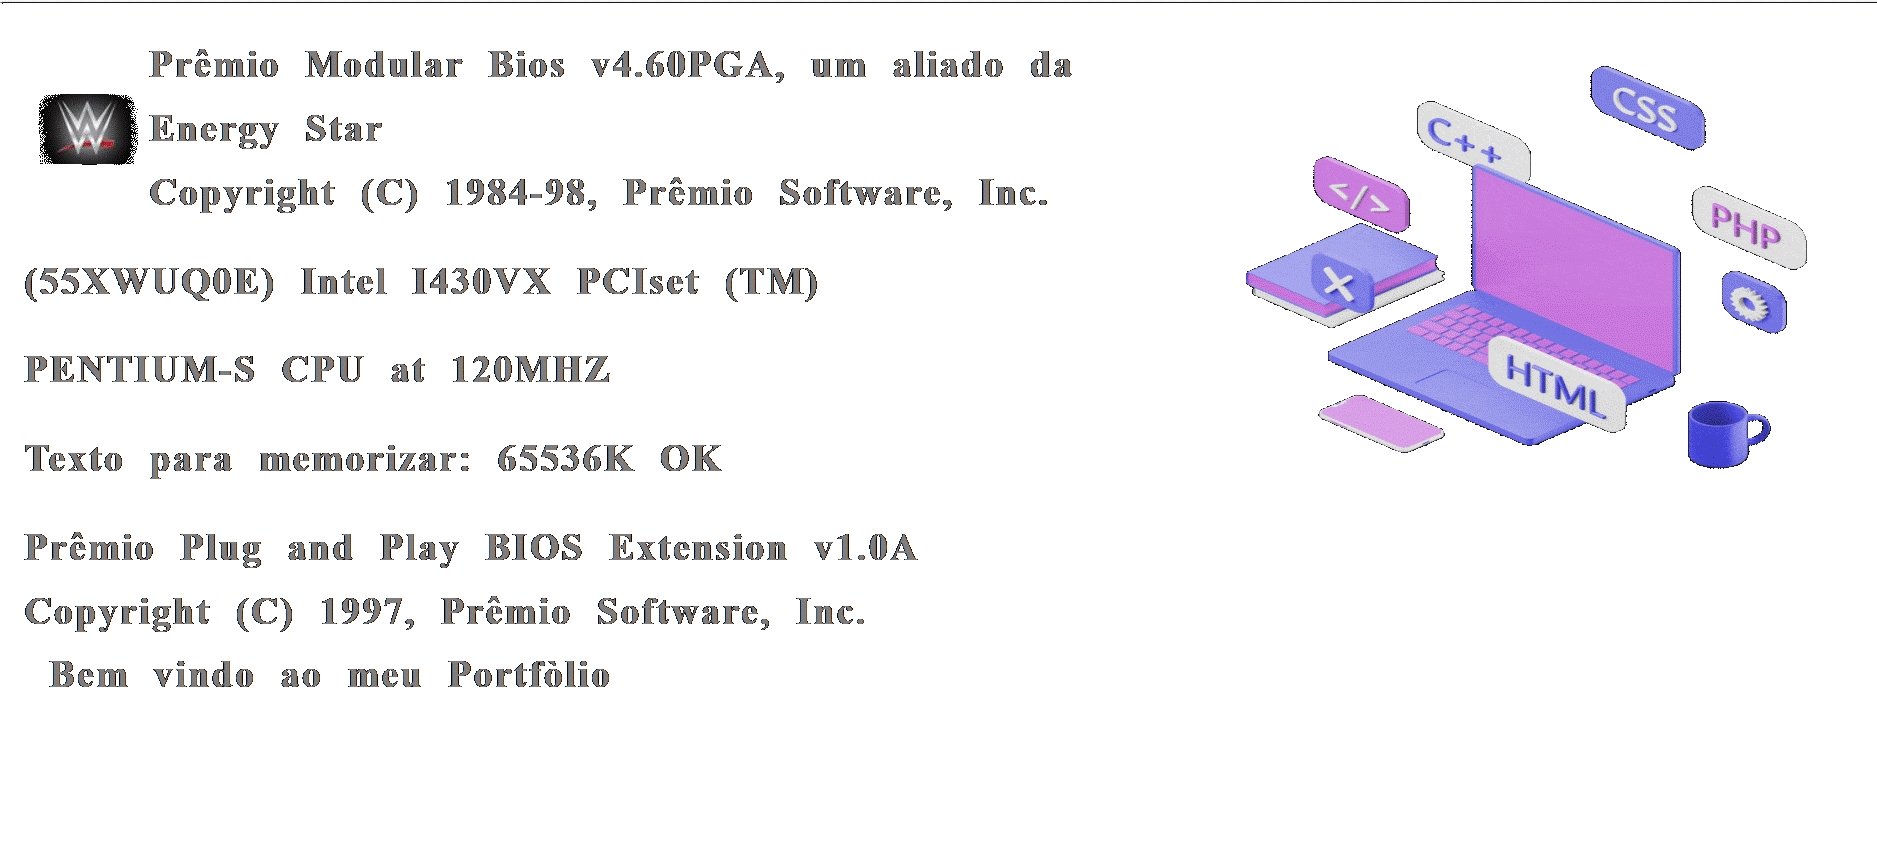 Prêmio Modular Bios v4.60PGA, um aliado da
Energy Star
Copyright (C) 1984-98, Prêmio Software, Inc.
(55XWUQ0E) Intel I430VX PCIset (TM)
PENTIUM-S CPU at 120MHZ
Texto para memorizar: 65536K OK
Prêmio Plug and Play BIOS Extension v1.0A
Copyright (C) 1997, Prêmio Software, Inc.
Bem vindo ao meu Portfòlio
W
CSS
C++
</>
PHP
HTML